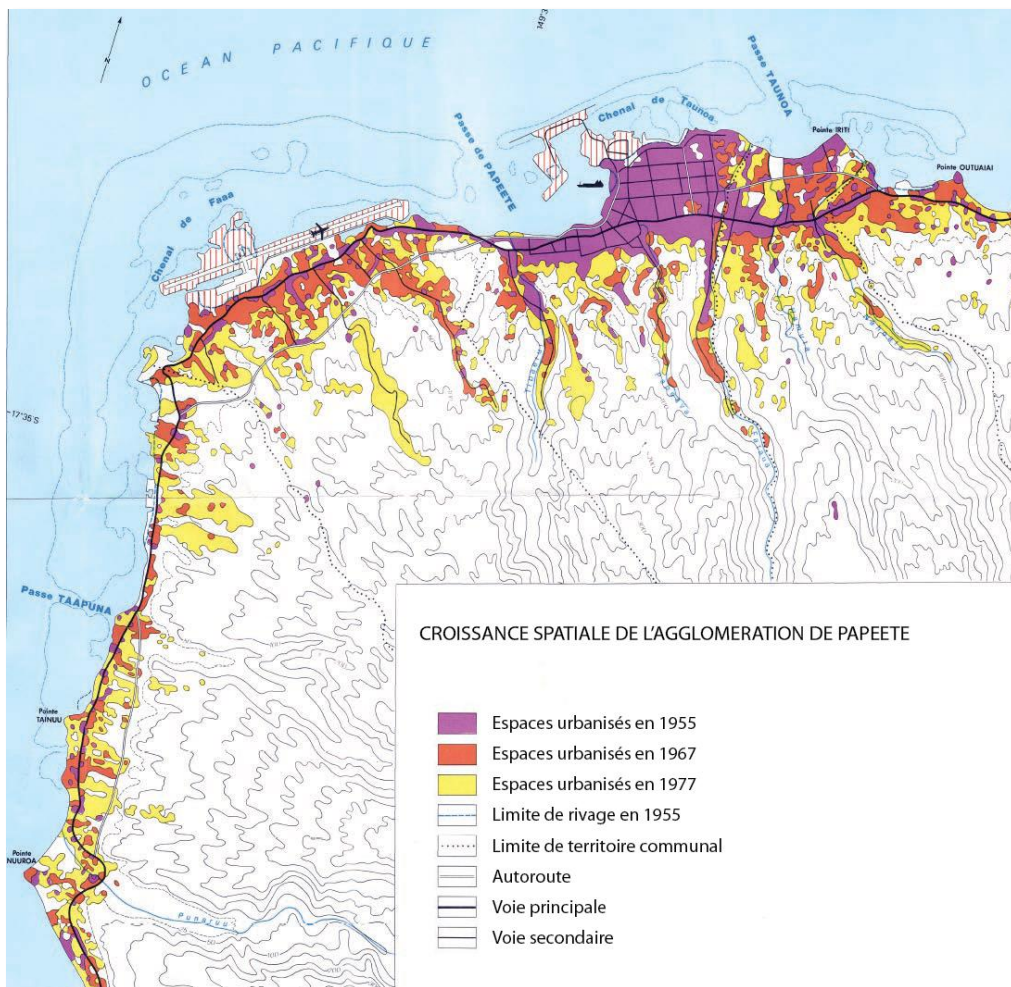 149°3
OCEAN PACIFIQUE
N
Passe TAUNOA
Chenal de Taunoa
Pointe IRITI
Pointe OUTUAIAI
Passe de PAPEETE
Chenal de Faaa
17°35'S
Passe TAAPUNA
Pointe TAINUU
Pointe NUUROA
Punaruu
CROISSANCE SPATIALE DE L'AGGLOMERATION DE PAPEETE
Espaces urbanisés en 1955
Espaces urbanisés en 1967
Espaces urbanisés en 1977
Limite de rivage en 1955
Limite de territoire communal
Autoroute
Voie principale
Voie secondaire